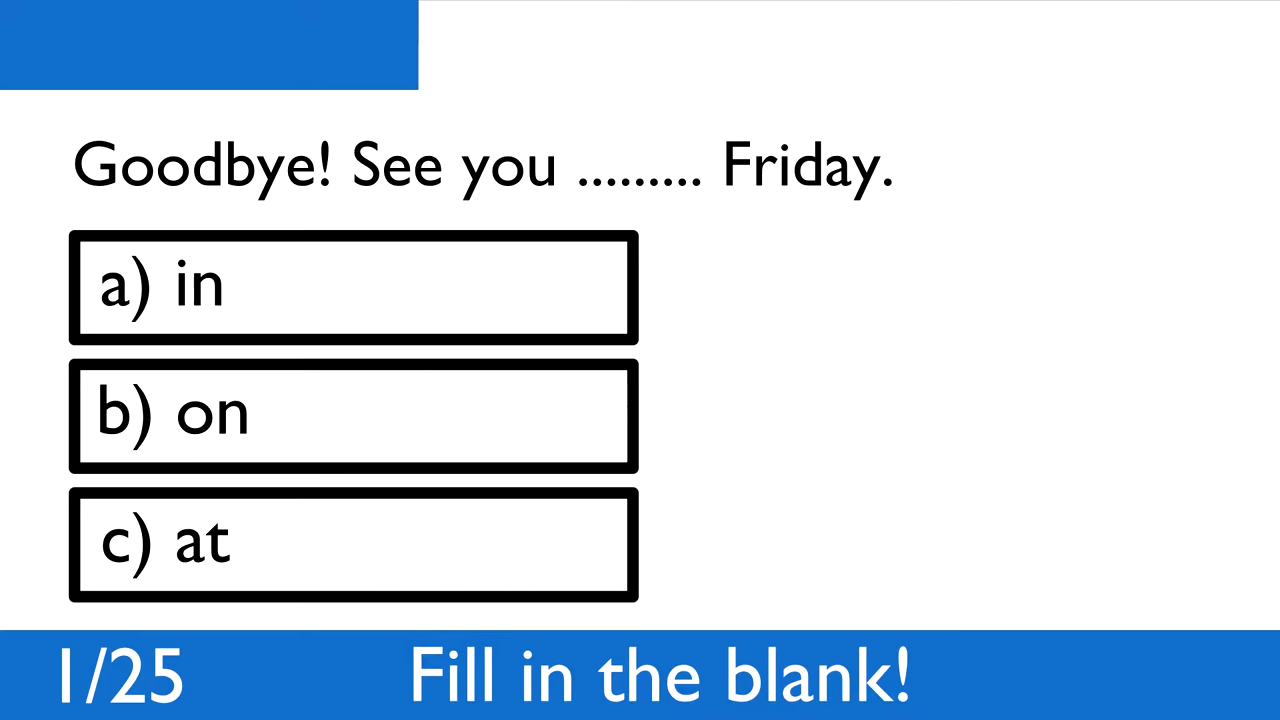 Goodbye! See you ......... Friday.
a) in
b) on
c) at
1/25 Fill in the blank!